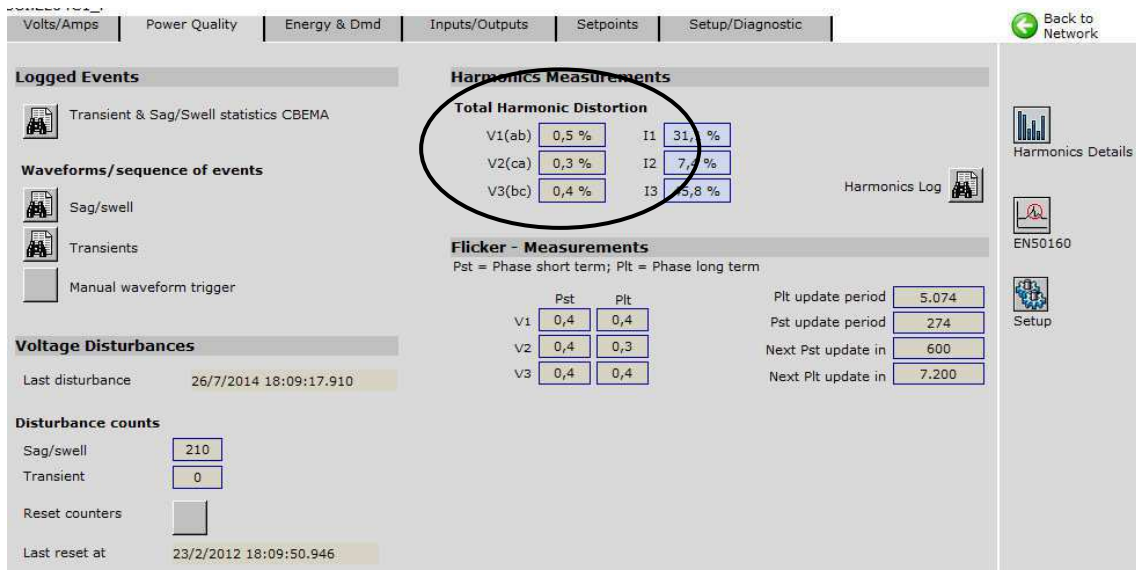 Volts/Amps Power Quality Energy & Dmd Inputs/Outputs Setpoints Setup/Diagnostic
Back to
Network
Logged Events
Transient & Sag/Swell statistics CBEMA
Waveforms/sequence of events
Sag/swell
Transients
Manual waveform trigger
Voltage Disturbances
Last disturbance 26/7/2014 18:09:17.910
Disturbance counts
Sag/swell 210
Transient 0
Reset counters
Last reset at 23/2/2012 18:09:50.946
Harmonics Measurements
Total Harmonic Distortion
V1(ab) 0,5 % I1 %
V2(ca) 0,3 % I2 %
V3(bc) 0,4 % I3 %
Harmonics Log
Flicker - Measurements
Pst = Phase short term; Plt = Phase long term
Pst Plt
V1 0,4 0,4
V2 0,4 0,3
V3 0,4 0,4
Plt update period 5.074
Pst update period 274
Next Pst update in 600
Next Plt update in 7.200
Harmonics Details
EN50160
Setup